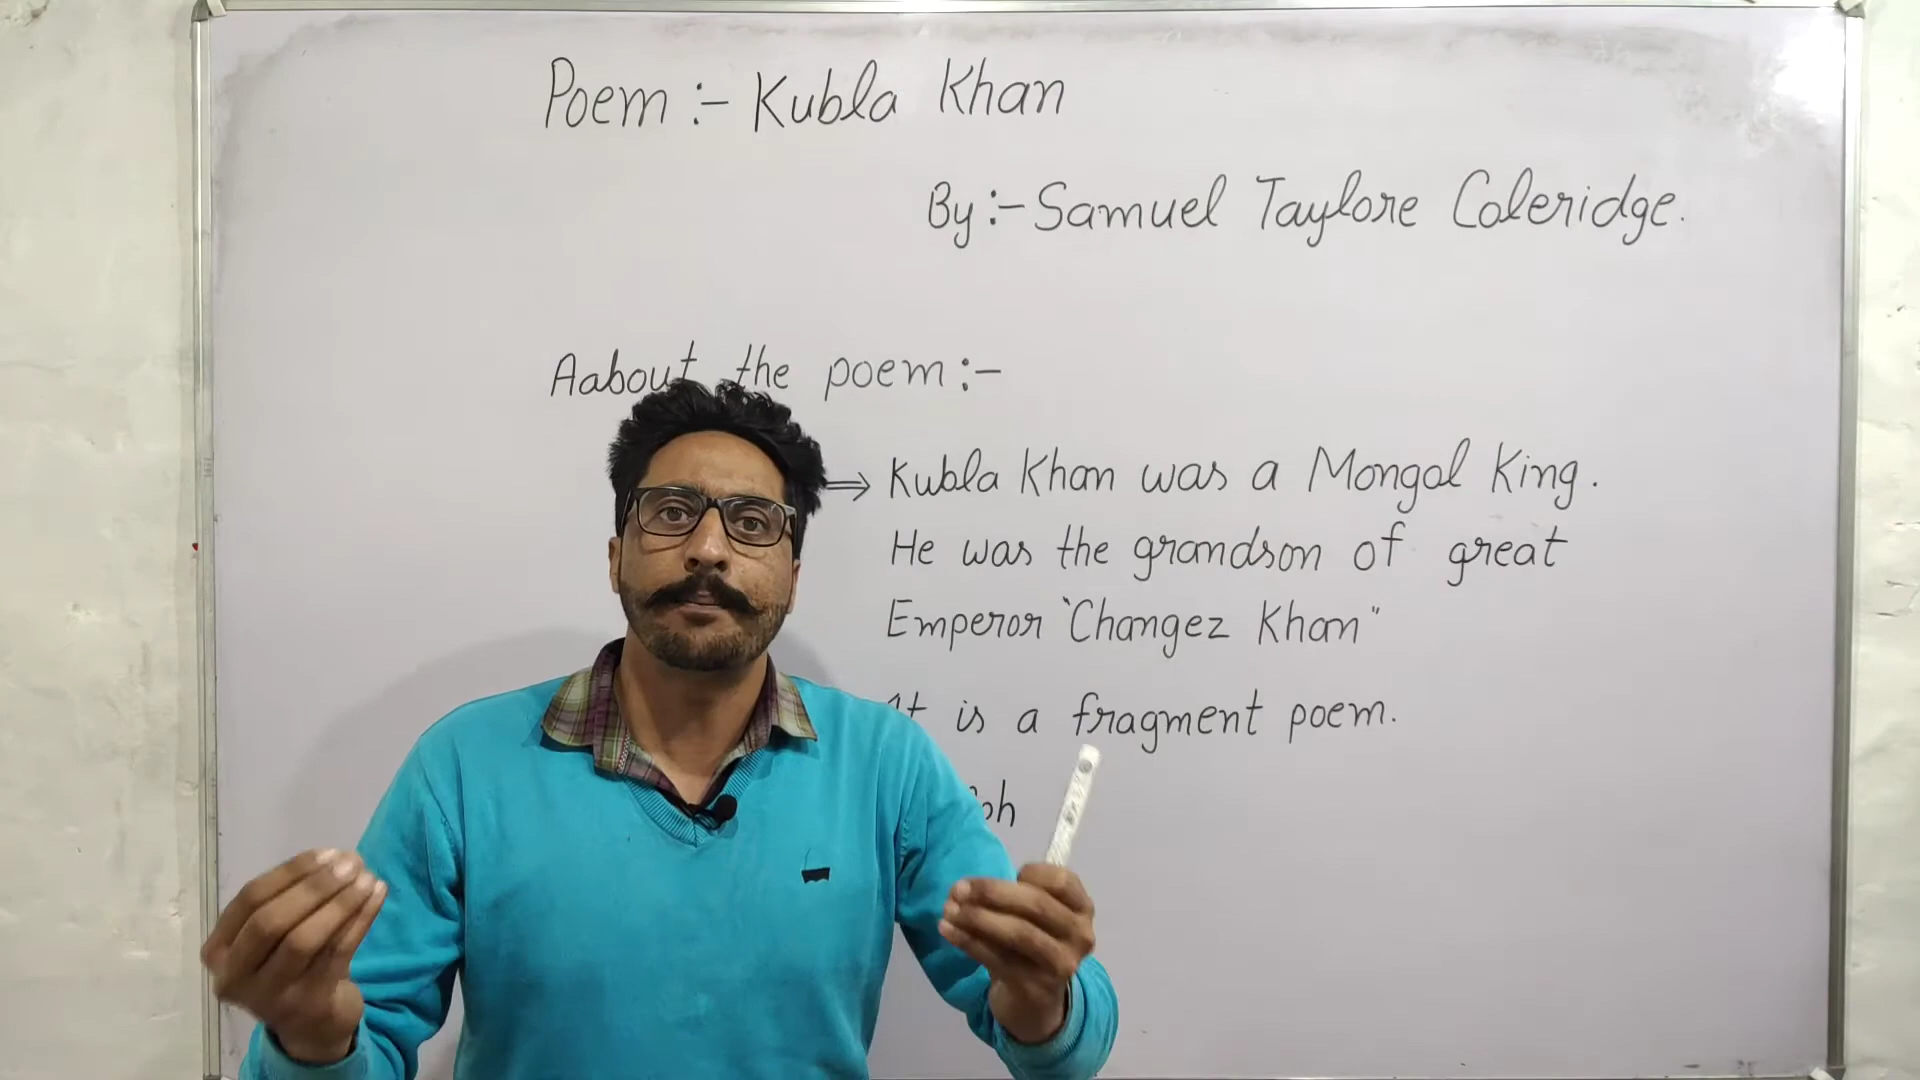 Poem :- Kubla Khan
By :- Samuel Taylore Coleridge.
Aabout the poem :-
⇒ Kubla Khan was a Mongol King.
He was the grandson of great
Emperor "Changez Khan"
It is a fragment poem.